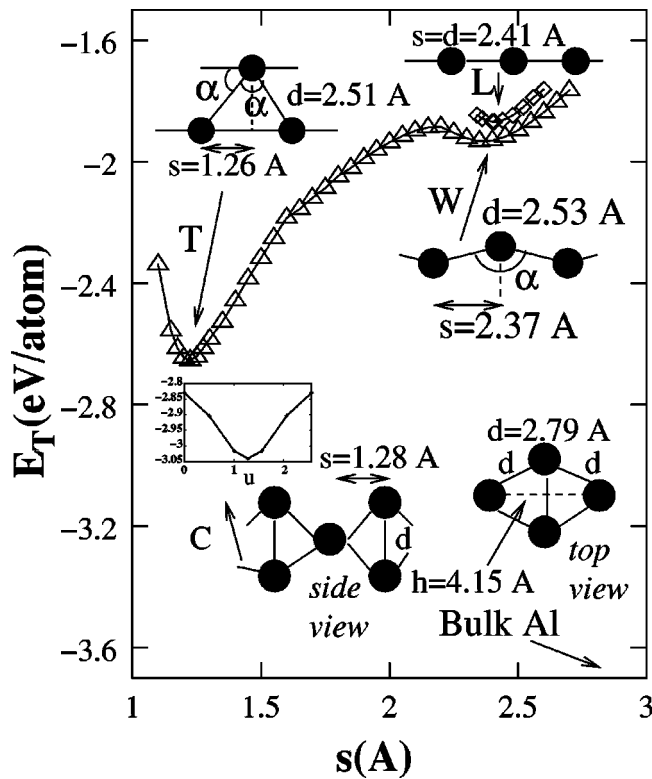 E_T(eV/atom)
−1.6
−2
−2.4
−2.8
−3.2
−3.6
1
1.5
2
2.5
3
s(A)
α
α
d=2.51 A
s=1.26 A
T
s=d=2.41 A
L
W
d=2.53 A
α
s=2.37 A
−2.8
−2.85
−2.9
−2.95
−3
−3.05
0
1
2
u
s=1.28 A
C
d
side
view
d=2.79 A
d
d
h=4.15 A
top
view
Bulk Al